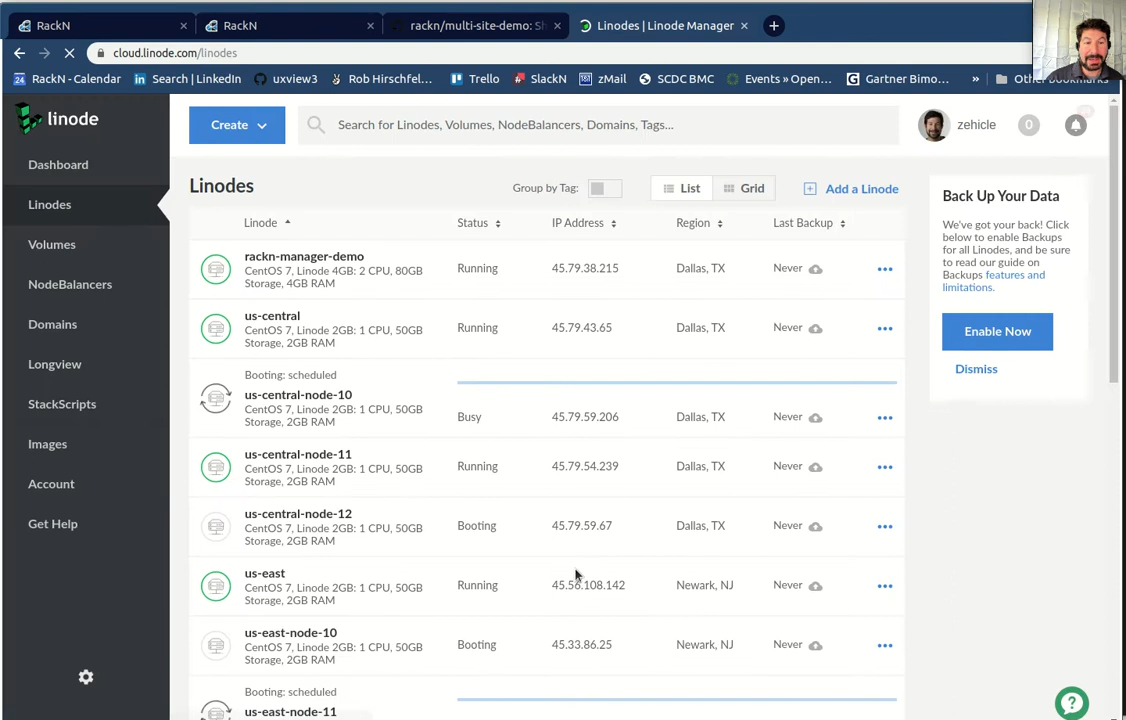 RackN
RackN
rackn/multi-site-demo: Sh
Linodes | Linode Manager
cloud.linode.com/linodes
RackN - Calendar
Search | LinkedIn
uxview3
Rob Hirschfel...
Trello
SlackN
zMail
SCDC BMC
Events » Open...
Gartner Bimo...
»
Other bookmarks
linode
Create
Search for Linodes, Volumes, NodeBalancers, Domains, Tags...
zehicle
0
Dashboard
Linodes
Volumes
NodeBalancers
Domains
Longview
StackScripts
Images
Account
Get Help
Linodes
Group by Tag:
List
Grid
Add a Linode
Linode Status IP Address Region Last Backup
rackn-manager-demo
CentOS 7, Linode 4GB: 2 CPU, 80GB
Storage, 4GB RAM
Running 45.79.38.215 Dallas, TX Never
us-central
CentOS 7, Linode 2GB: 1 CPU, 50GB
Storage, 2GB RAM
Running 45.79.43.65 Dallas, TX Never
Booting: scheduled
us-central-node-10
CentOS 7, Linode 2GB: 1 CPU, 50GB
Storage, 2GB RAM
Busy 45.79.59.206 Dallas, TX Never
us-central-node-11
CentOS 7, Linode 2GB: 1 CPU, 50GB
Storage, 2GB RAM
Running 45.79.54.239 Dallas, TX Never
us-central-node-12
CentOS 7, Linode 2GB: 1 CPU, 50GB
Storage, 2GB RAM
Booting 45.79.59.67 Dallas, TX Never
us-east
CentOS 7, Linode 2GB: 1 CPU, 50GB
Storage, 2GB RAM
Running 45.56.108.142 Newark, NJ Never
us-east-node-10
CentOS 7, Linode 2GB: 1 CPU, 50GB
Storage, 2GB RAM
Booting 45.33.86.25 Newark, NJ Never
Booting: scheduled
us-east-node-11
Back Up Your Data
We've got your back! Click
below to enable Backups
for all Linodes, and be sure
to read our guide on
Backups features and
limitations.
Enable Now
Dismiss